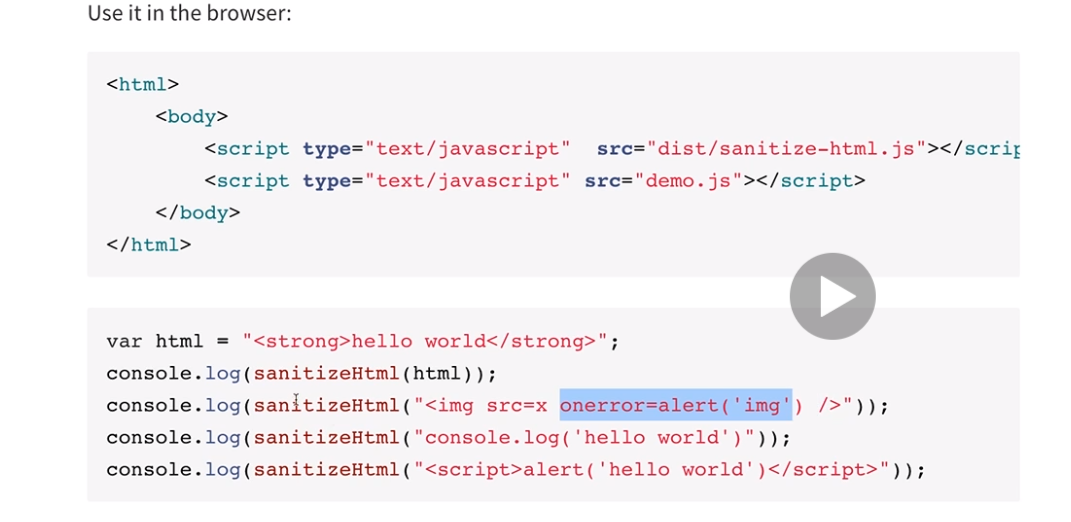 Use it in the browser:
<html>
<body>
<script type="text/javascript"  src="dist/sanitize-html.js"></scrip
<script type="text/javascript" src="demo.js"></script>
</body>
</html>
var html = "<strong>hello world</strong>";
console.log(sanitizeHtml(html));
console.log(sanitizeHtml("<img src=x onerror=alert('img') />"));
console.log(sanitizeHtml("console.log('hello world')"));
console.log(sanitizeHtml("<script>alert('hello world')</script>"));